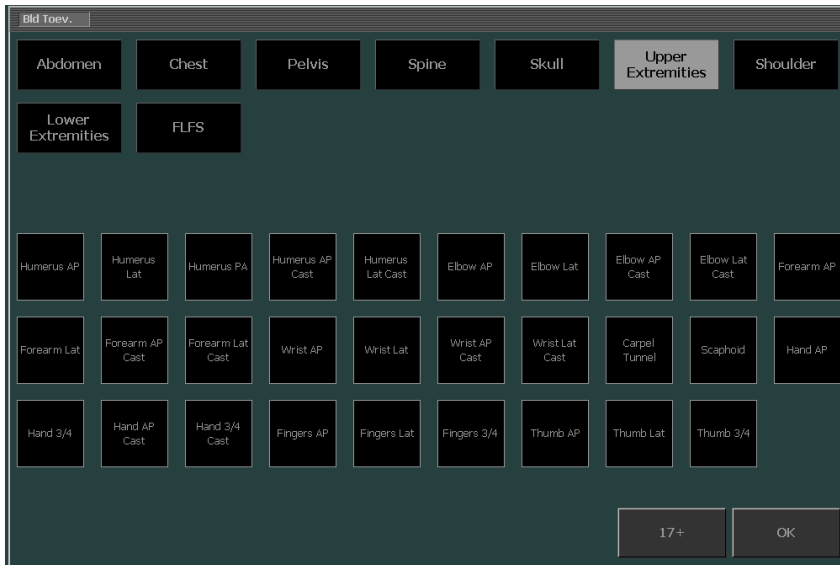 Bld Toev.
Abdomen
Chest
Pelvis
Spine
Skull
Upper
Extremities
Shoulder
Lower
Extremities
FLFS
Humerus AP
Humerus
Lat
Humerus PA
Humerus AP
Cast
Humerus
Lat Cast
Elbow AP
Elbow Lat
Elbow AP
Cast
Elbow Lat
Cast
Forearm AP
Forearm Lat
Forearm AP
Cast
Forearm Lat
Cast
Wrist AP
Wrist Lat
Wrist AP
Cast
Wrist Lat
Cast
Carpel
Tunnel
Scaphoid
Hand AP
Hand 3/4
Hand AP
Cast
Hand 3/4
Cast
Fingers AP
Fingers Lat
Fingers 3/4
Thumb AP
Thumb Lat
Thumb 3/4
17+
OK